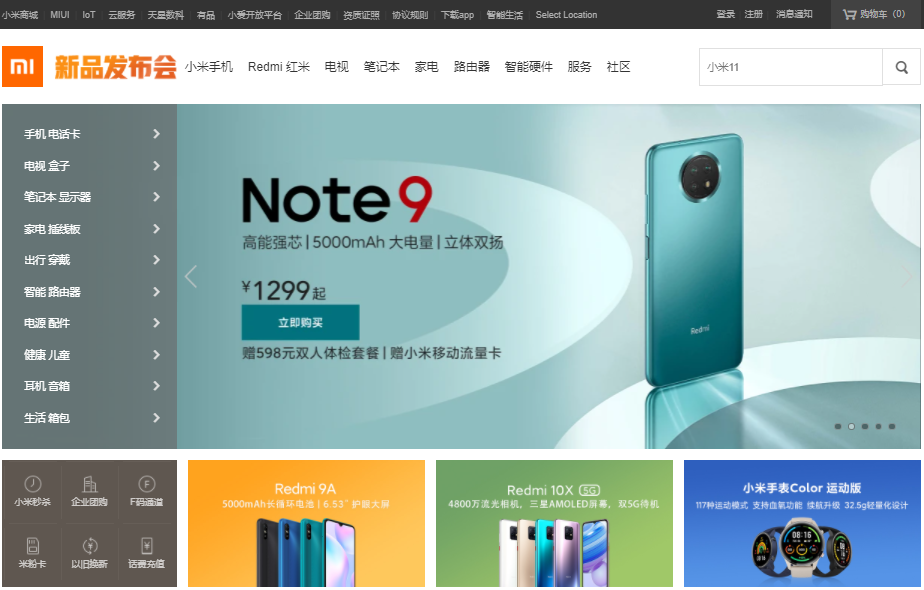 小米商城 MIUI IoT 云服务 天星数科 有品 小爱开放平台 企业团购 资质证照 协议规则 下载app 智能生活 Select Location 登录 注册 消息通知 购物车 (0)
mi 新品发布会 小米手机 Redmi 红米 电视 笔记本 家电 路由器 智能硬件 服务 社区 小米11
手机 电话卡
电视 盒子
笔记本 显示器
家电 插线板
出行 穿戴
智能 路由器
电源 配件
健康 儿童
耳机 音箱
生活 箱包
Note 9
高能强芯 | 5000mAh 大电量 | 立体双扬
¥1299起
立即购买
赠598元双人体检套餐 | 赠小米移动流量卡
Redmi
小米秒杀 企业团购 F码通道
米粉卡 以旧换新 话费充值
Redmi 9A
5000mAh长循环电池 | 6.53" 护眼大屏
Redmi 10X 5G
4800万流光相机，三星AMOLED屏幕，双5G待机
小米手表Color 运动版
117种运动模式 支持血氧功能 续航升级 32.5g轻量化设计
08:16